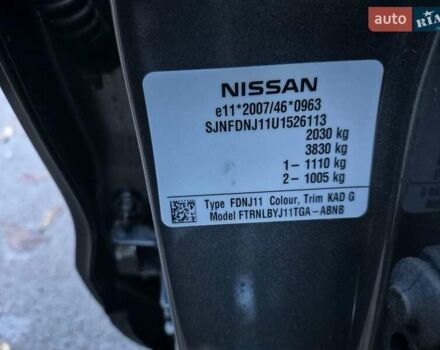 auto RIA
NISSAN
e11*2007/46*0963
SJNFDNJ11U1526113
2030 kg
3830 kg
1- 1110 kg
2- 1005 kg
Type FDNJ11 Colour, Trim KAD G
Model FTRNLBYJ11TGA-ABNB